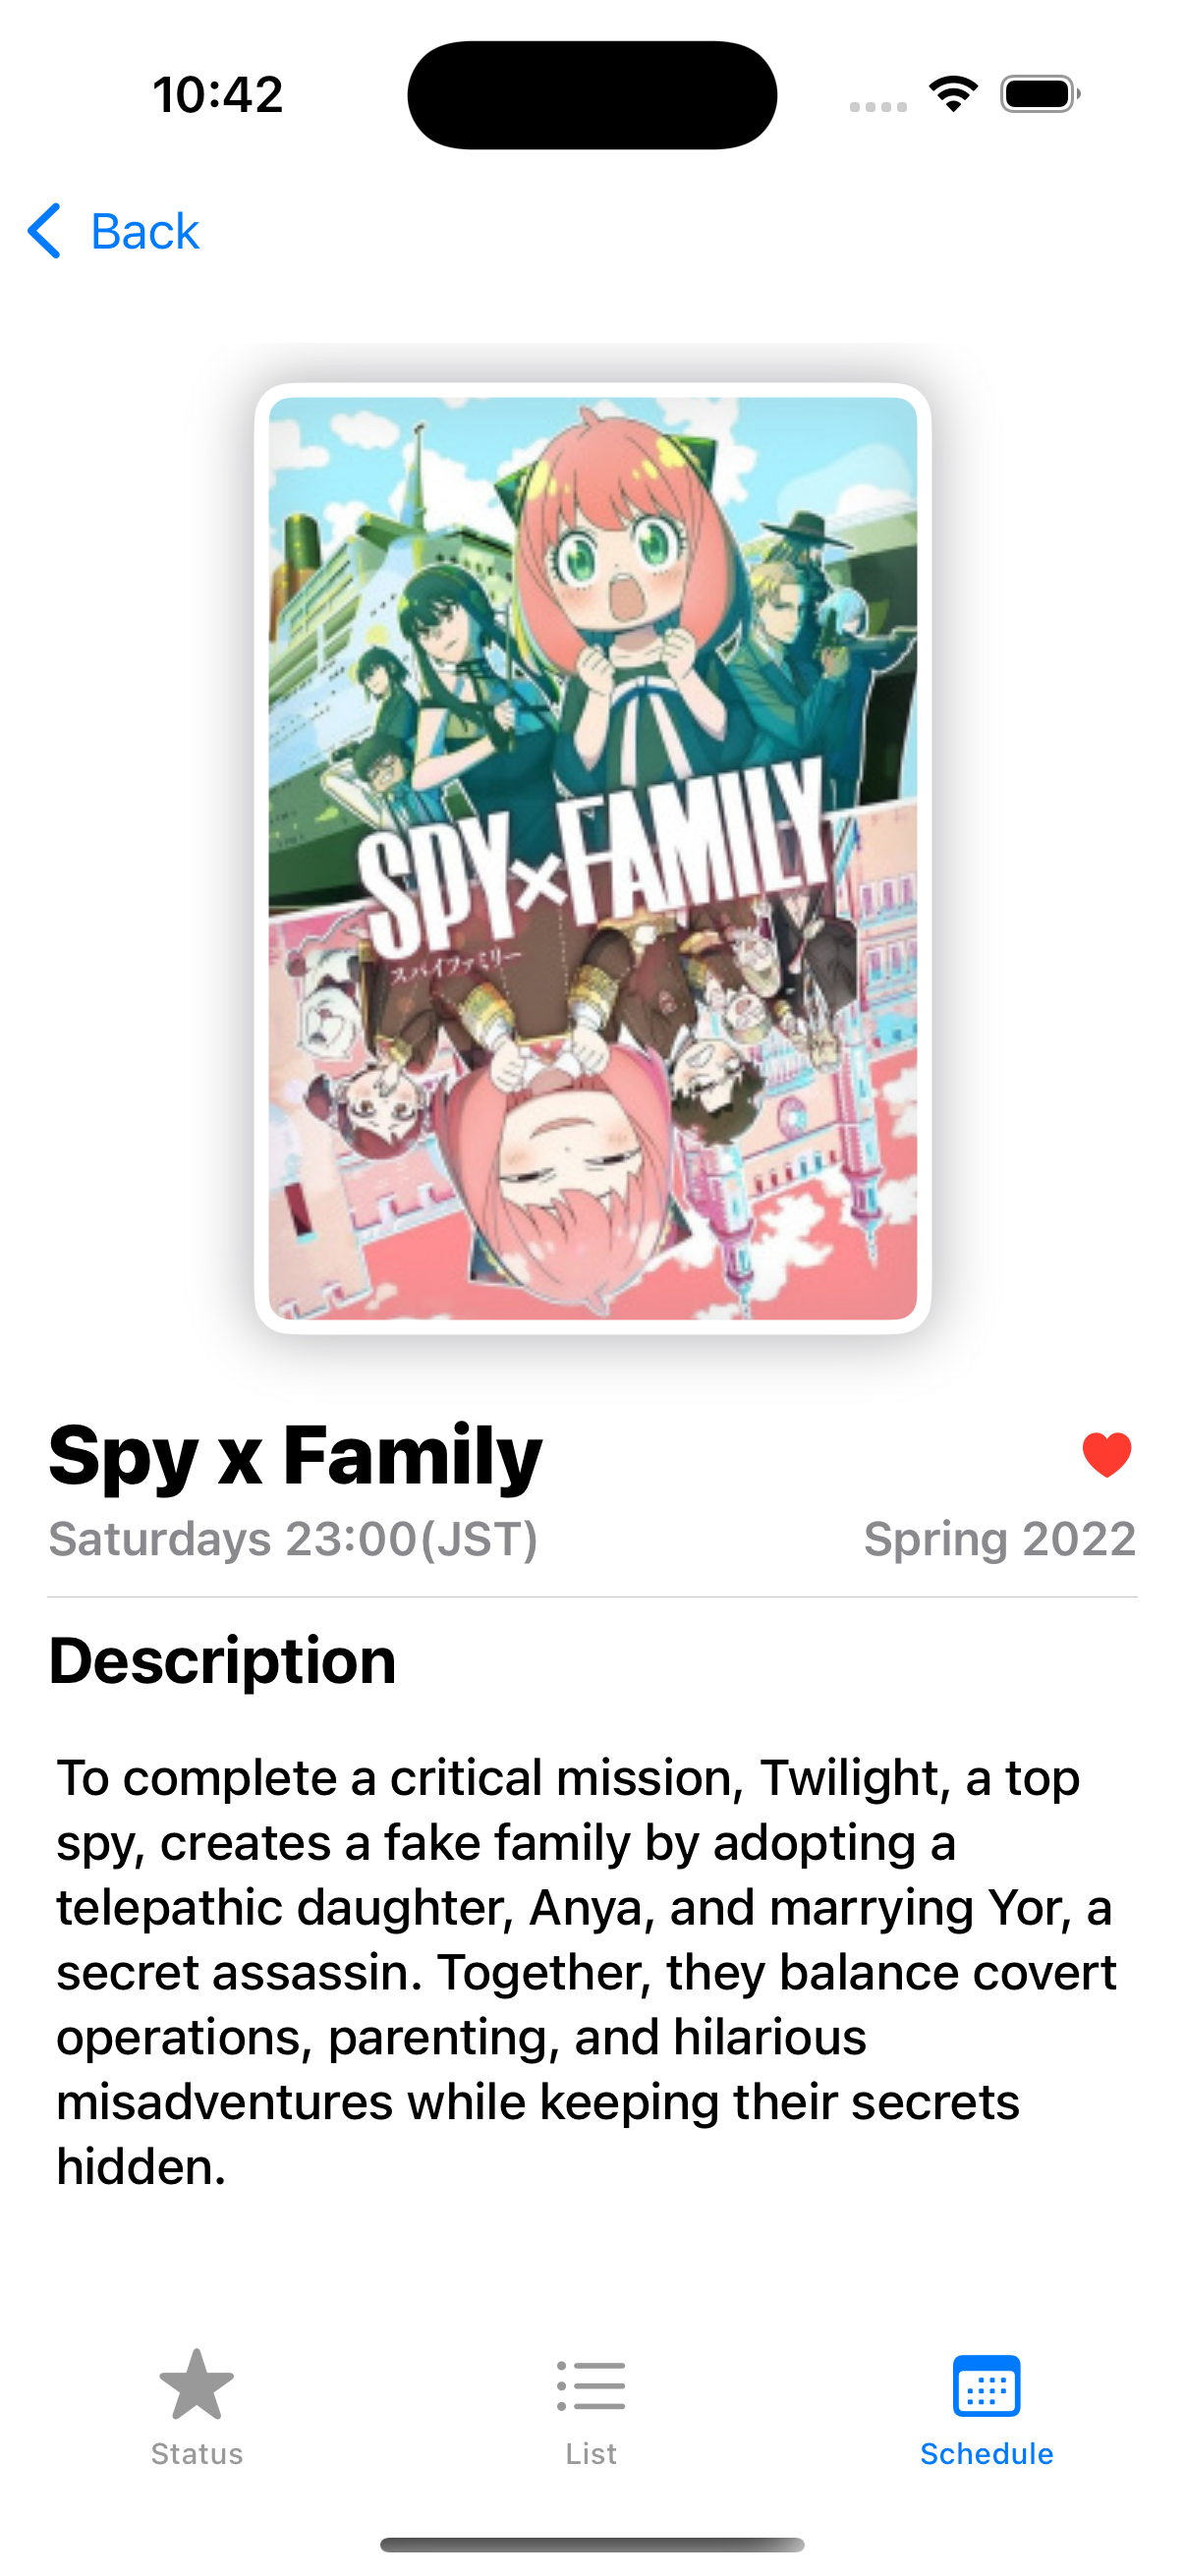 10:42
Back
SPY×FAMILY
スパイファミリー
Spy x Family
Saturdays 23:00(JST)
Spring 2022
Description
To complete a critical mission, Twilight, a top
spy, creates a fake family by adopting a
telepathic daughter, Anya, and marrying Yor, a
secret assassin. Together, they balance covert
operations, parenting, and hilarious
misadventures while keeping their secrets
hidden.
Status
List
Schedule